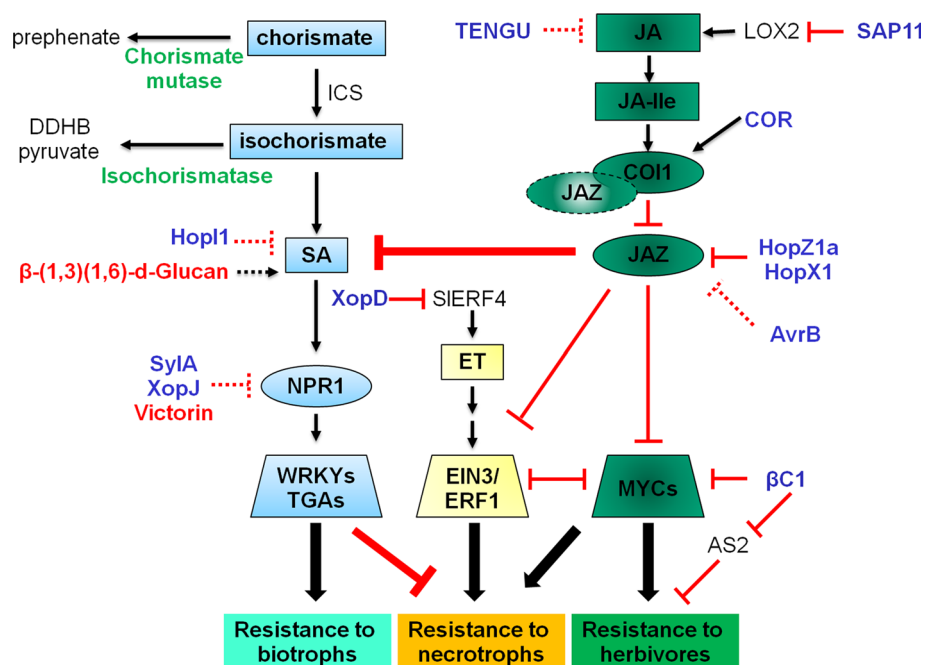 prephenate
chorismate
Chorismate
mutase
ICS
DDHB
pyruvate
isochorismate
Isochorismatase
HopI1
SA
β-(1,3)(1,6)-d-Glucan
SylA
XopJ
Victorin
NPR1
WRKYs
TGAs
XopD
SlERF4
ET
EIN3/
ERF1
TENGU
JA
LOX2
SAP11
JA-Ile
COR
COI1
JAZ
JAZ
HopZ1a
HopX1
AvrB
MYCs
βC1
AS2
Resistance to
biotrophs
Resistance to
necrotrophs
Resistance to
herbivores